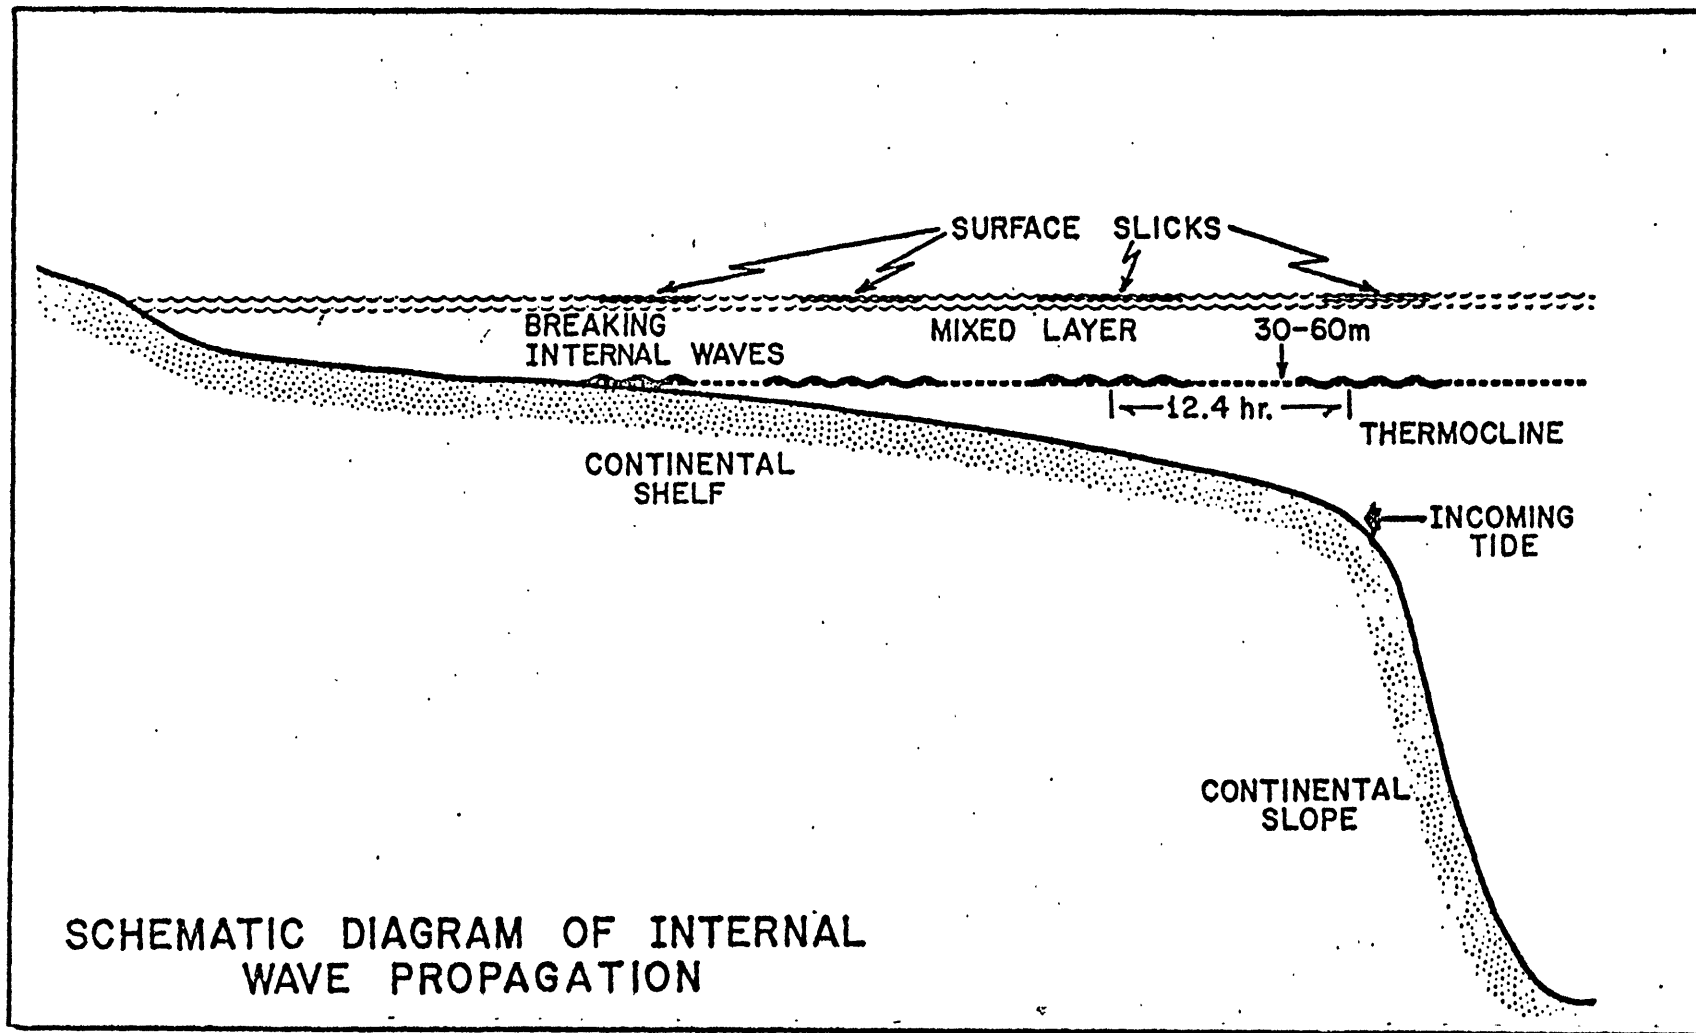 SURFACE SLICKS
BREAKING
INTERNAL WAVES
MIXED LAYER
30-60m
12.4 hr.
THERMOCLINE
CONTINENTAL
SHELF
INCOMING
TIDE
CONTINENTAL
SLOPE
SCHEMATIC DIAGRAM OF INTERNAL
WAVE PROPAGATION